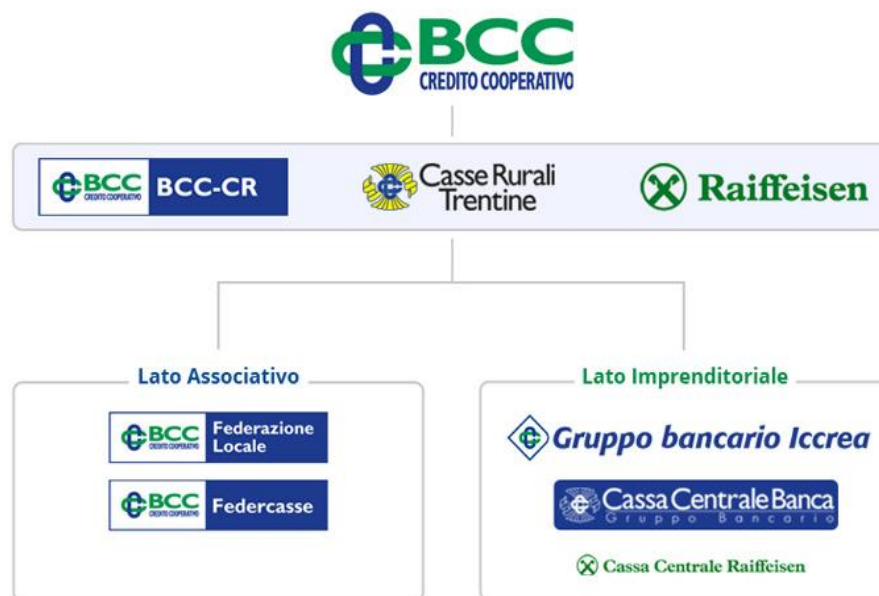 BCC
CREDITO COOPERATIVO
BCC
CREDITO COOPERATIVO
BCC-CR
Casse Rurali
Trentine
Raiffeisen
Lato Associativo
BCC
CREDITO COOPERATIVO
Federazione
Locale
BCC
CREDITO COOPERATIVO
Federcasse
Lato Imprenditoriale
Gruppo bancario Iccrea
Cassa Centrale Banca
Gruppo Bancario
Cassa Centrale Raiffeisen